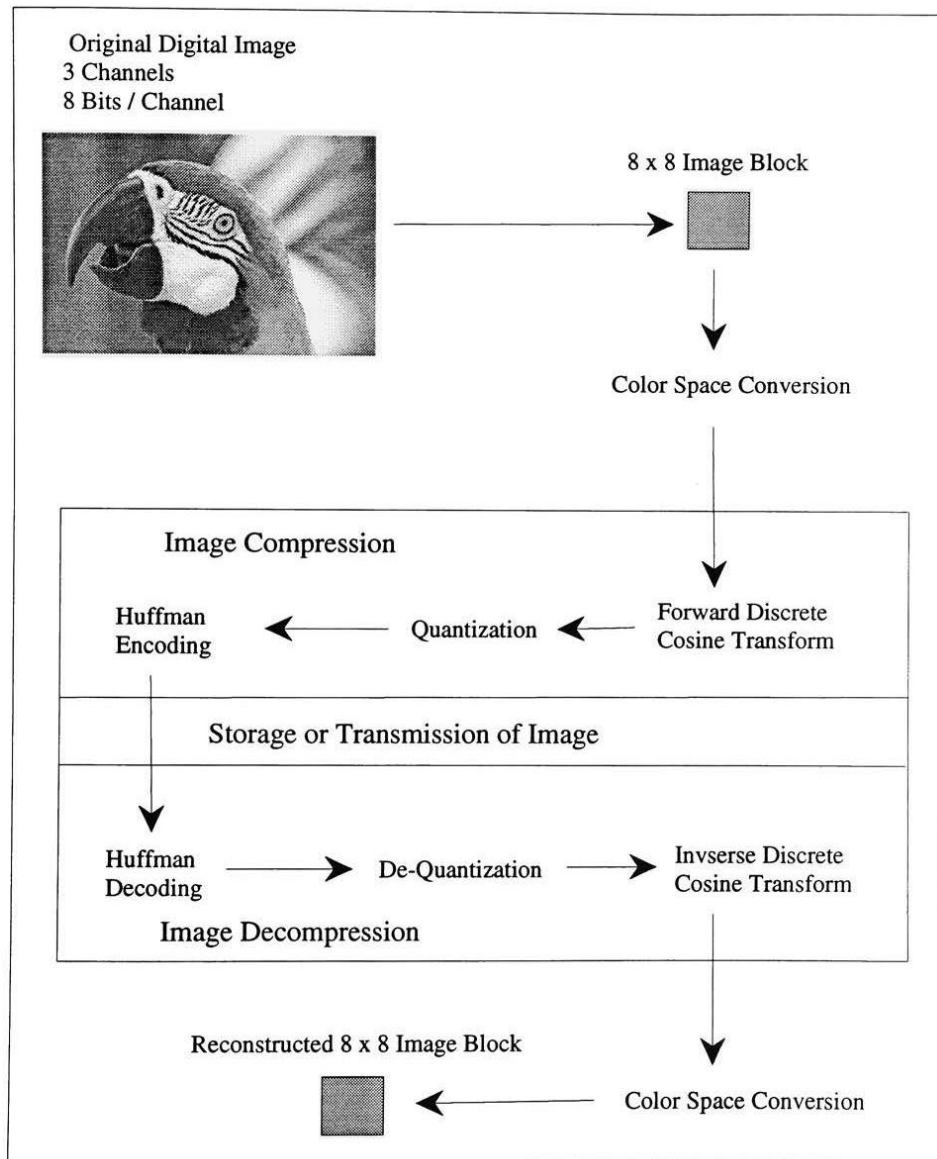 Original Digital Image
3 Channels
8 Bits / Channel
8 x 8 Image Block
Color Space Conversion
Image Compression
Forward Discrete
Cosine Transform
Quantization
Huffman
Encoding
Storage or Transmission of Image
Huffman
Decoding
De-Quantization
Invserse Discrete
Cosine Transform
Image Decompression
Color Space Conversion
Reconstructed 8 x 8 Image Block